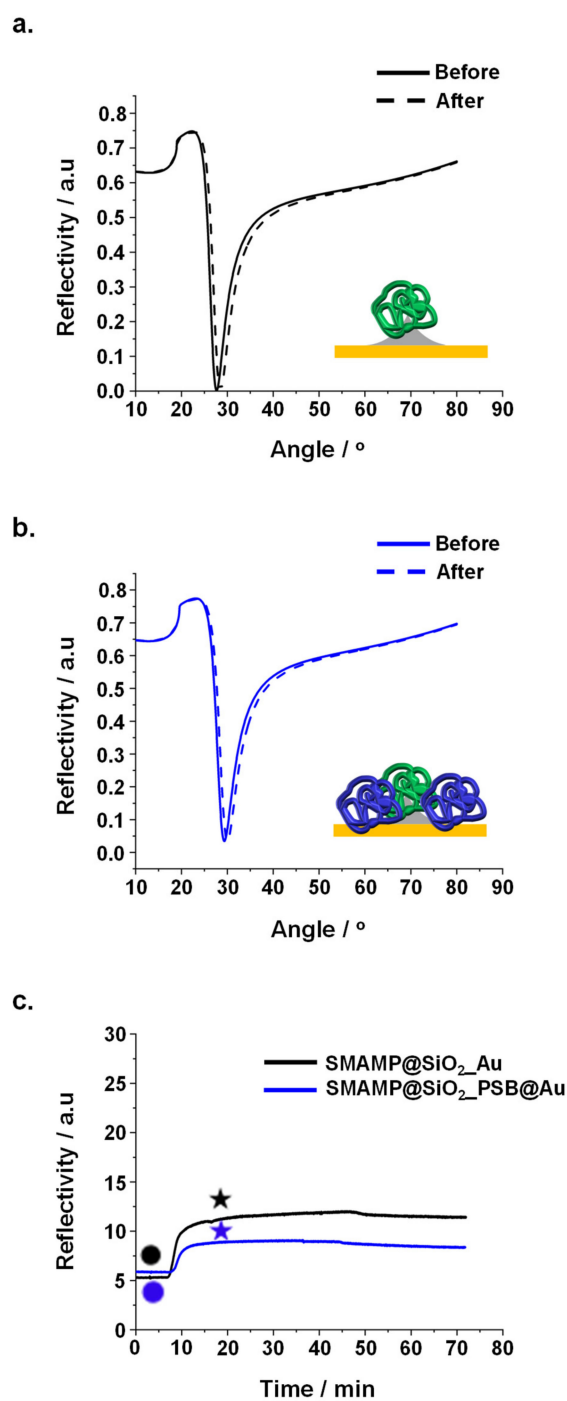 a.
Before
After
0.8
0.7
0.6
0.5
0.4
0.3
0.2
0.1
0.0
Reflectivity / a.u
10 20 30 40 50 60 70 80 90
Angle / º
b.
Before
After
0.8
0.7
0.6
0.5
0.4
0.3
0.2
0.1
0.0
Reflectivity / a.u
10 20 30 40 50 60 70 80 90
Angle / º
c.
SMAMP@SiO₂_Au
SMAMP@SiO₂_PSB@Au
30
25
20
15
10
5
0
Reflectivity / a.u
0 10 20 30 40 50 60 70 80
Time / min